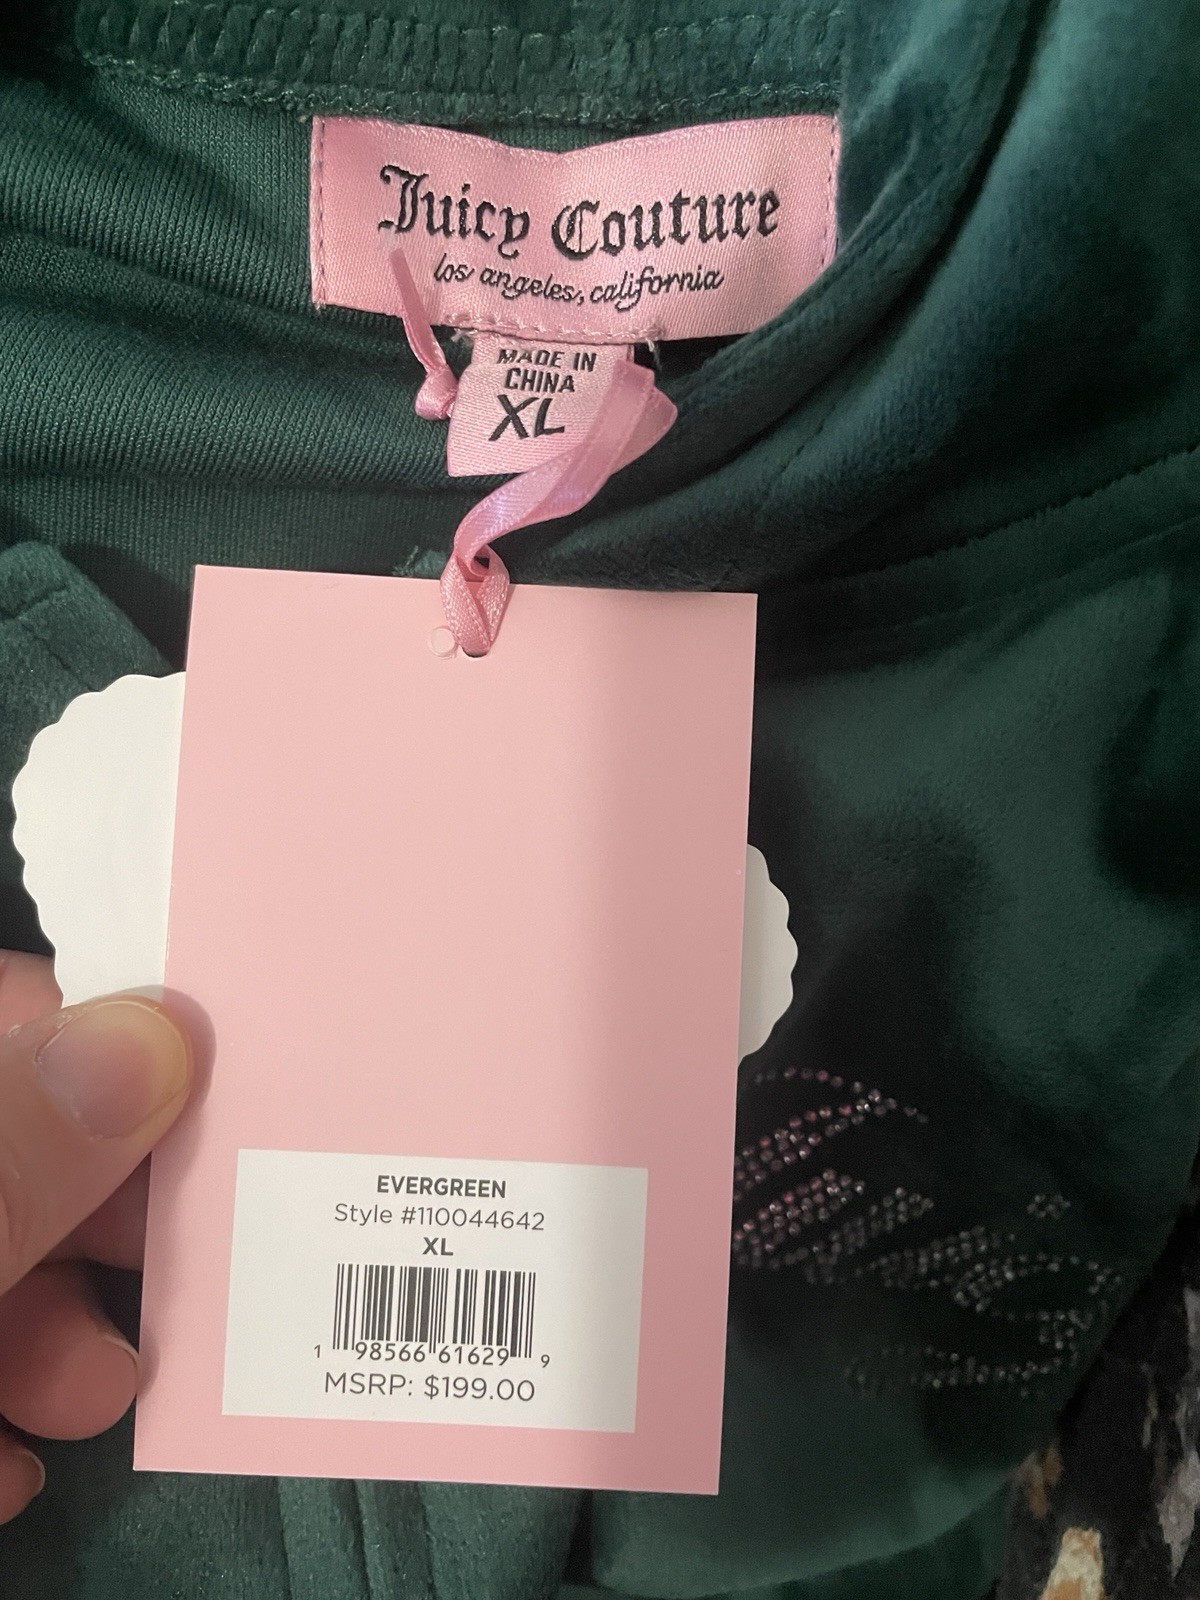 Juicy Couture
los angeles, california
MADE IN
CHINA
XL
EVERGREEN
Style #110044642
XL
1 98566 61629 9
MSRP: $199.00